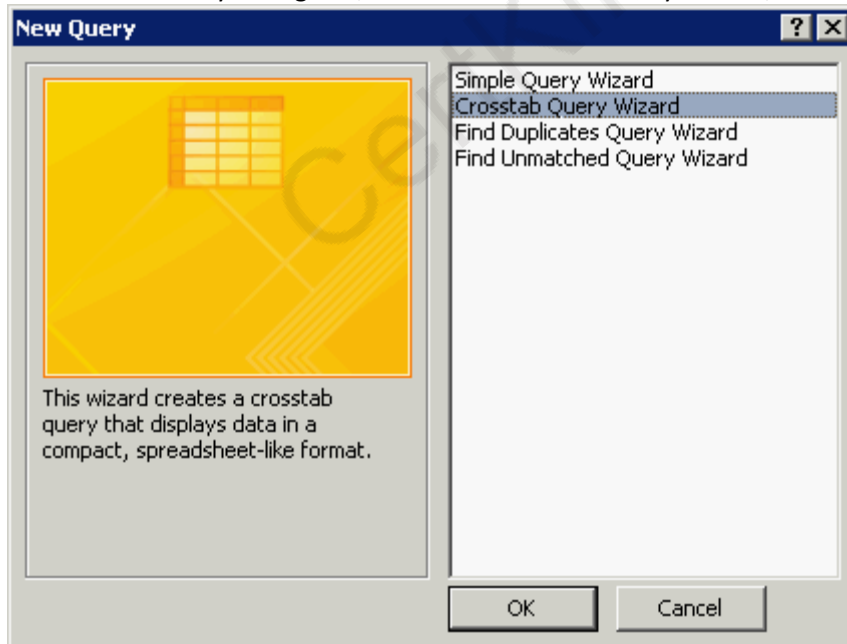 New Query
Simple Query Wizard
Crosstab Query Wizard
Find Duplicates Query Wizard
Find Unmatched Query Wizard
This wizard creates a crosstab
query that displays data in a
compact, spreadsheet-like format.
OK
Cancel